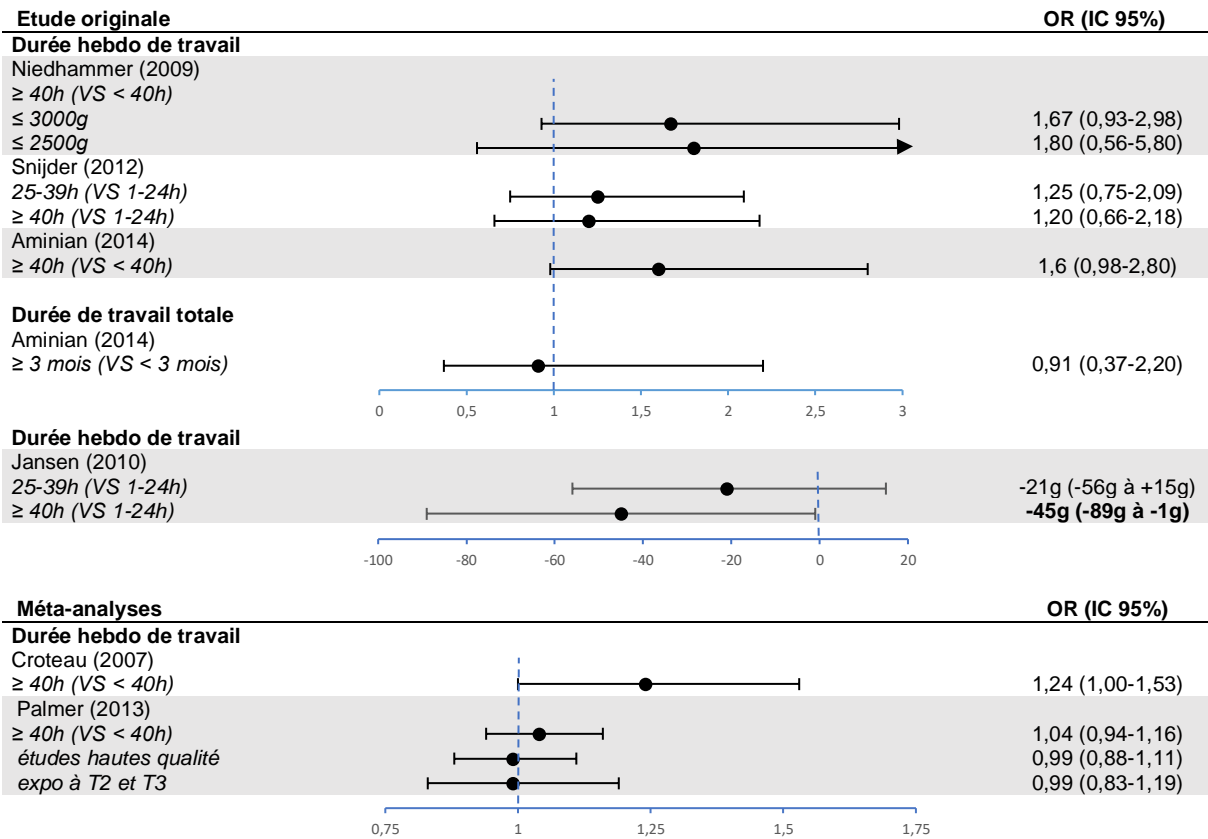 Etude originale OR (IC 95%)
Durée hebdo de travail
Niedhammer (2009)
≥ 40h (VS < 40h)
≤ 3000g 1,67 (0,93-2,98)
≤ 2500g 1,80 (0,56-5,80)
Snijder (2012)
25-39h (VS 1-24h) 1,25 (0,75-2,09)
≥ 40h (VS 1-24h) 1,20 (0,66-2,18)
Aminian (2014)
≥ 40h (VS < 40h) 1,6 (0,98-2,80)
Durée de travail totale
Aminian (2014)
≥ 3 mois (VS < 3 mois) 0,91 (0,37-2,20)
0 0,5 1 1,5 2 2,5 3
Durée hebdo de travail
Jansen (2010)
25-39h (VS 1-24h) -21g (-56g à +15g)
≥ 40h (VS 1-24h) -45g (-89g à -1g)
-100 -80 -60 -40 -20 0 20
Méta-analyses OR (IC 95%)
Durée hebdo de travail
Croteau (2007)
≥ 40h (VS < 40h) 1,24 (1,00-1,53)
Palmer (2013)
≥ 40h (VS < 40h) 1,04 (0,94-1,16)
études hautes qualité 0,99 (0,88-1,11)
expo à T2 et T3 0,99 (0,83-1,19)
0,75 1 1,25 1,5 1,75